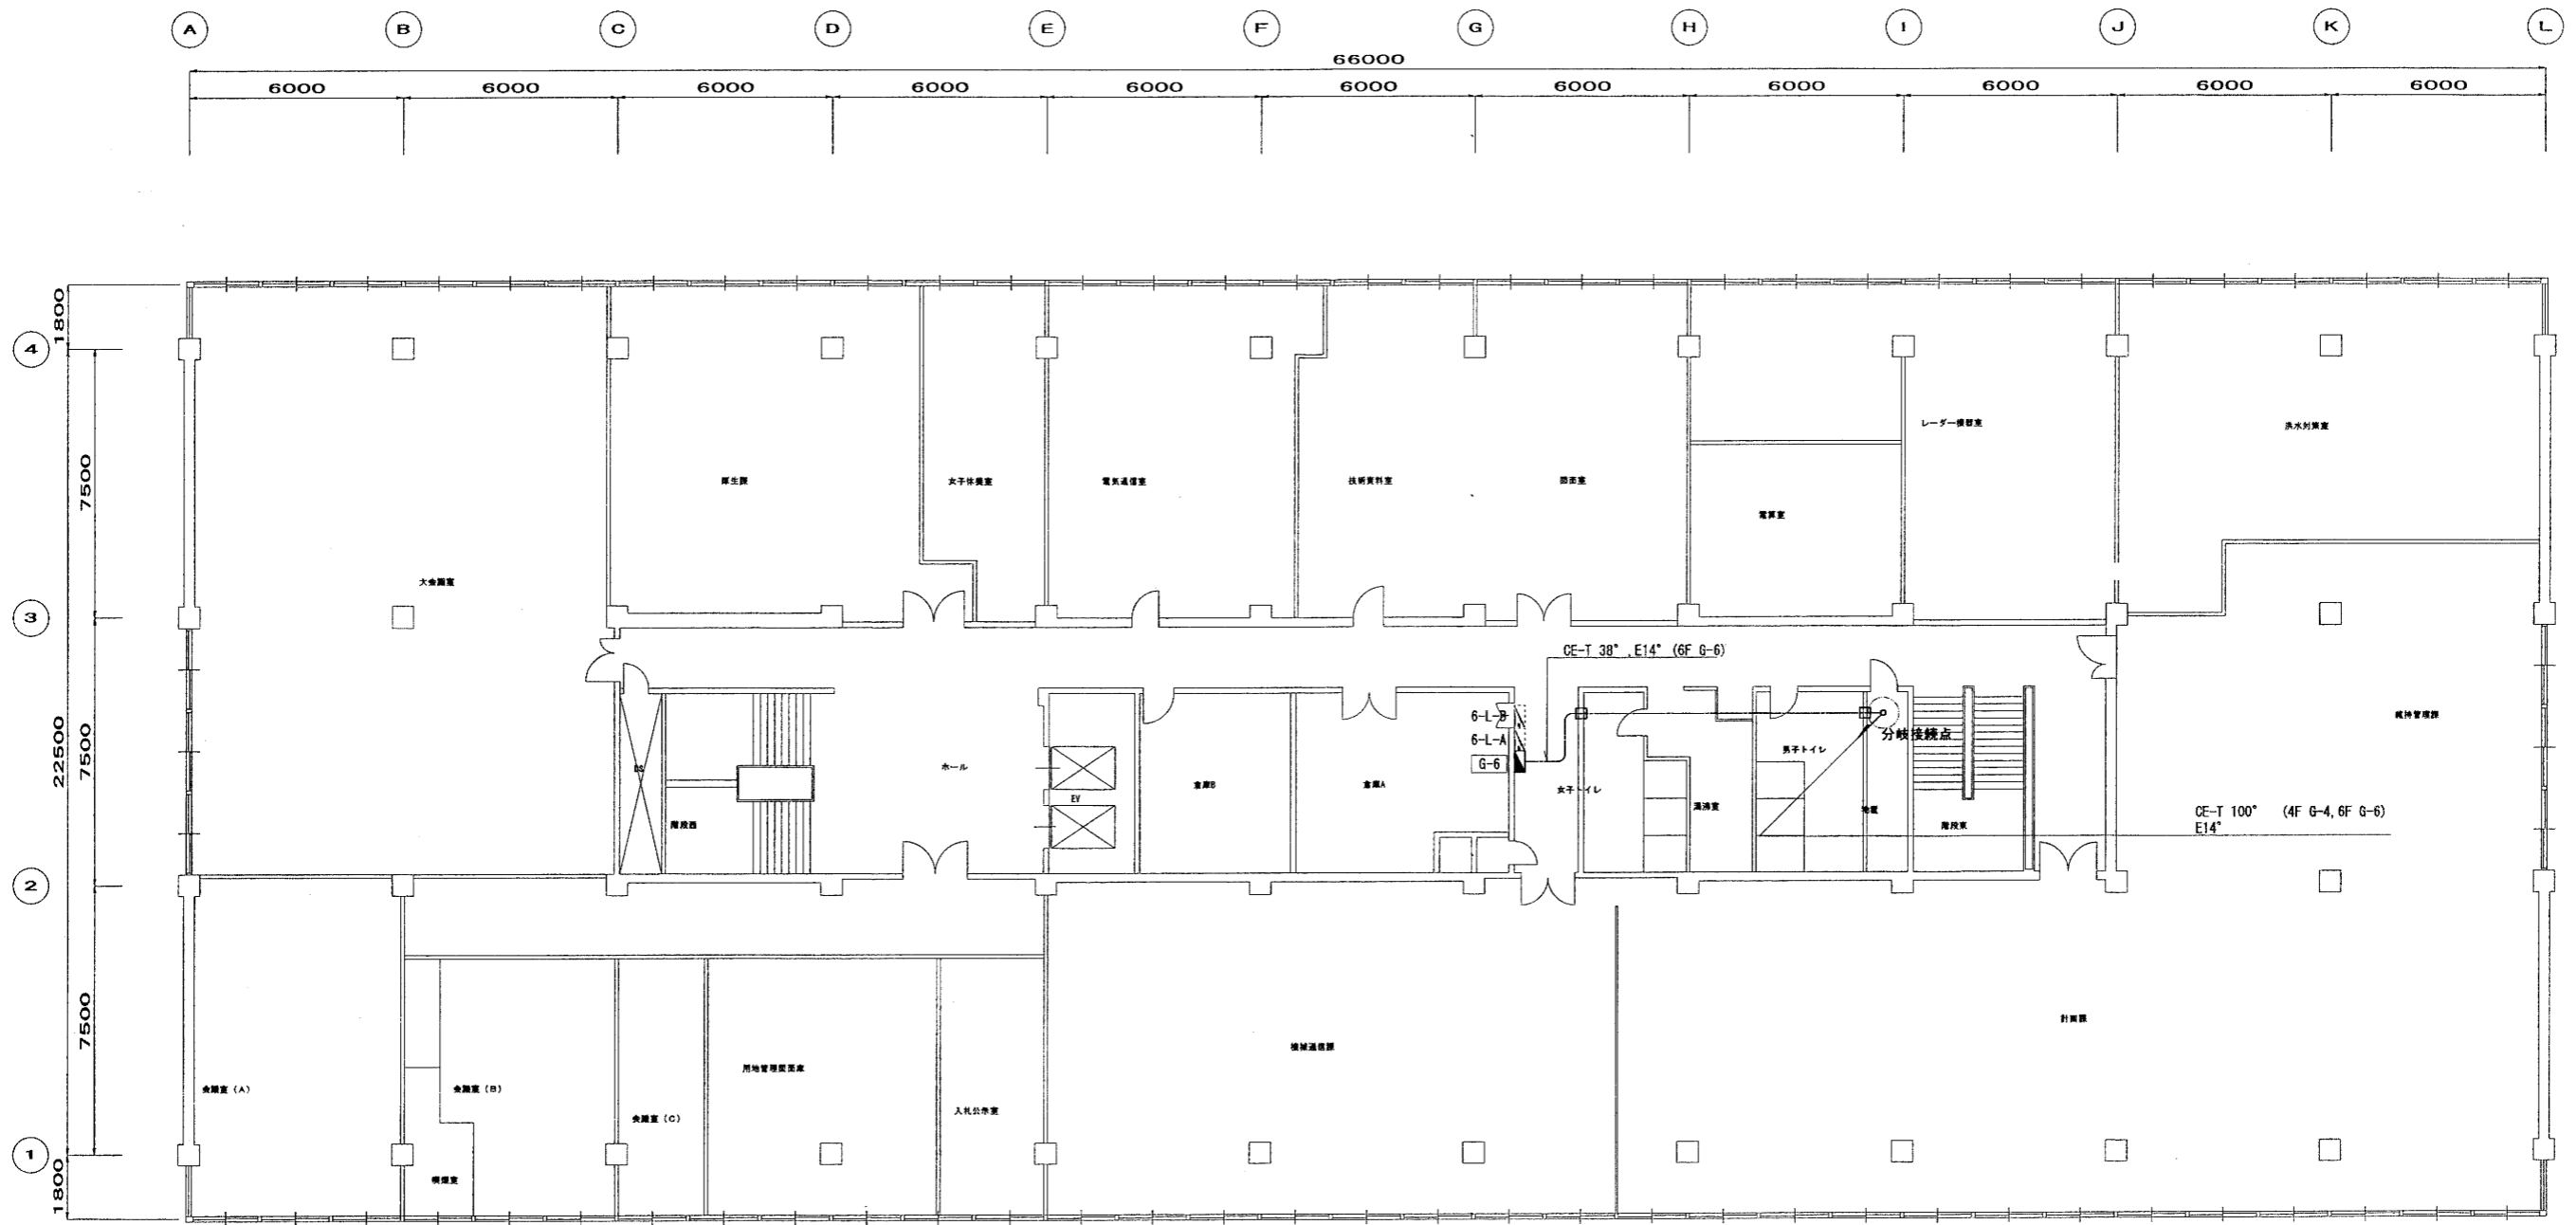 A B C D E F G H I J K L
66000
6000 6000 6000 6000 6000 6000 6000 6000 6000 6000 6000
1800
4
7500
3
22500
7500
2
7500
1
1800
レーダー機器室
洪水対策室
厚生課
女子休養室
電気通信室
技術資料室
図面室
電算室
大会議室
CE-T 38° ,E14° (6F G-6)
6-L-B
6-L-A
G-6
分岐接続点
維持管理課
男子トイレ
ホール
DS
EV
倉庫B
倉庫A
女子トイレ
湯沸室
地震
階段西
階段東
CE-T 100° (4F G-4,6F G-6)
E14°
計画課
機械通信課
用地管理図面庫
会議室（A）
会議室（B）
会議室（C）
入札公示室
喫煙室